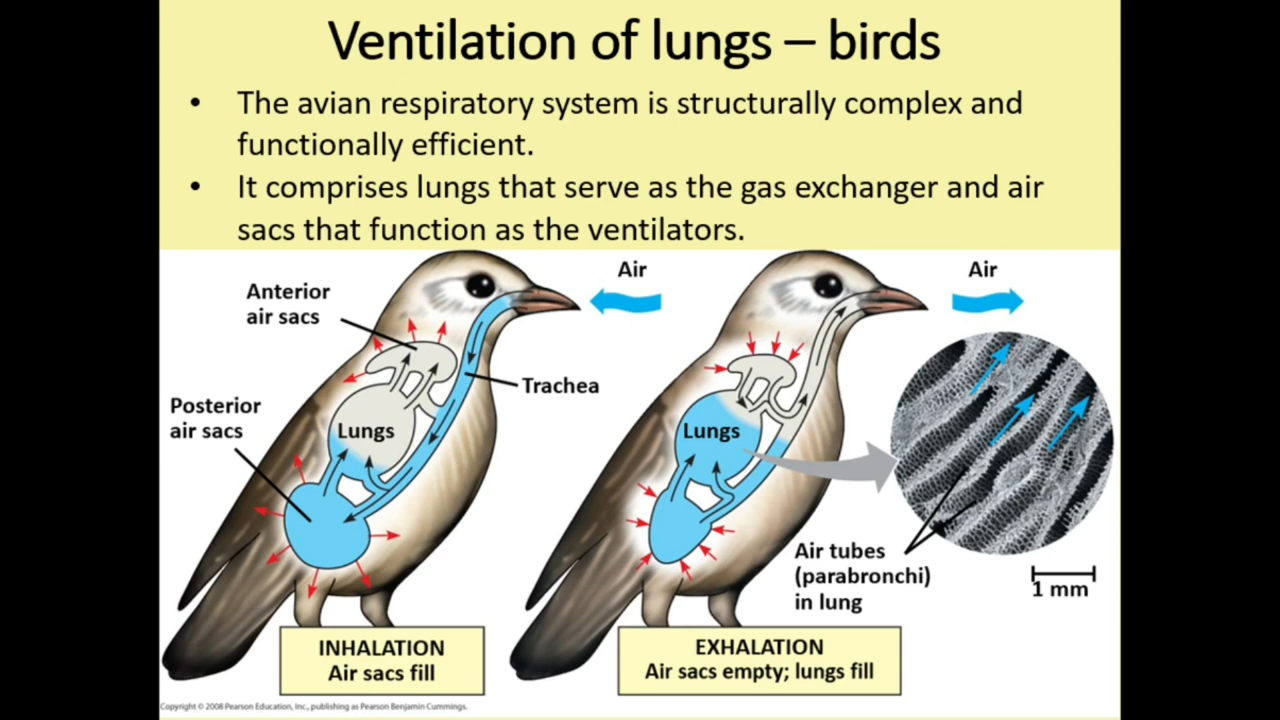 Ventilation of lungs – birds
• The avian respiratory system is structurally complex and
functionally efficient.
• It comprises lungs that serve as the gas exchanger and air
sacs that function as the ventilators.
Anterior
air sacs
Air
Air
Trachea
Posterior
air sacs
Lungs
Lungs
Air tubes
(parabronchi)
in lung
1 mm
INHALATION
Air sacs fill
EXHALATION
Air sacs empty; lungs fill
Copyright © 2008 Pearson Education, Inc., publishing as Pearson Benjamin Cummings.